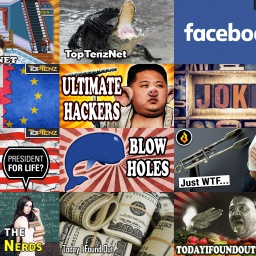 NET
TopTenzNet
facebo
TOPTENZ
ULTIMATE
HACKERS
JOK
TOPTENZ
PRESIDENT
FOR LIFE?
BLOW
HOLES
Just WTF...
THE
NERDS
Today I Found Out
TODAYIFOUNDOUT